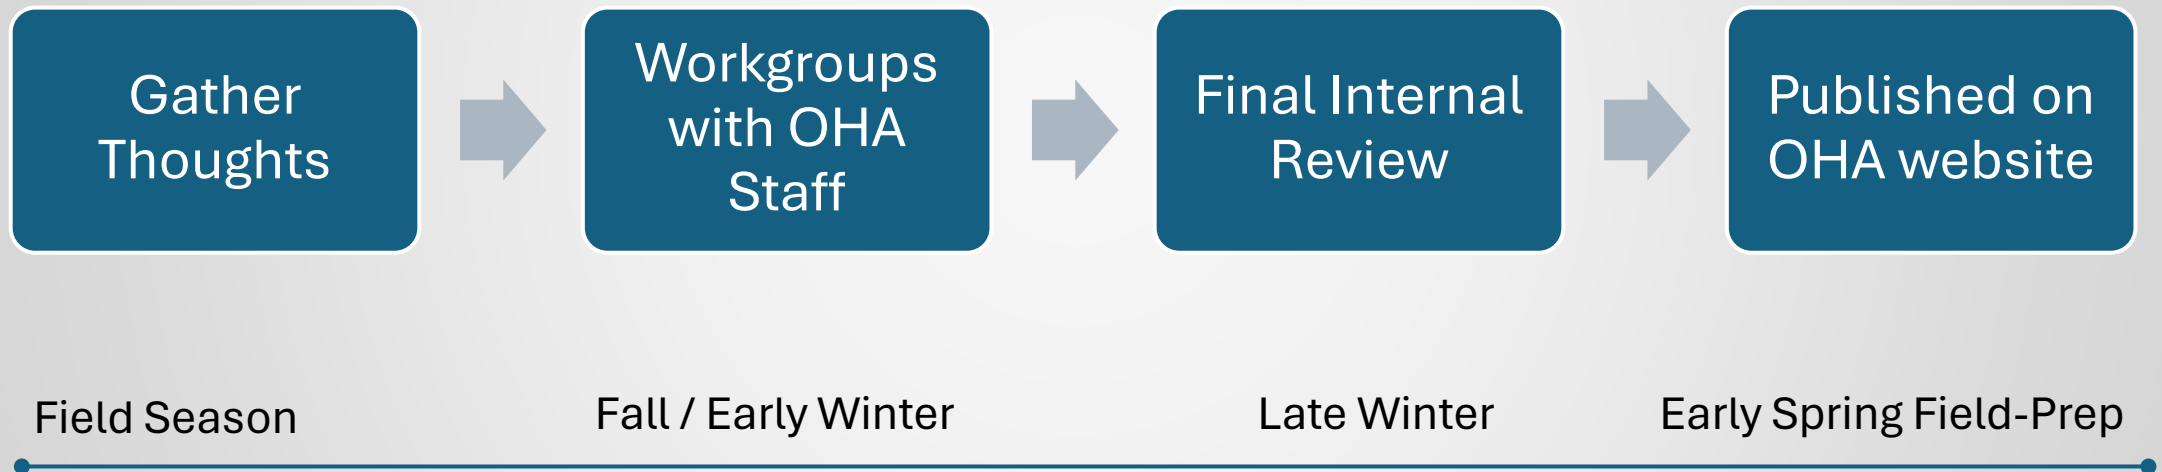 Gather
Thoughts
Workgroups
with OHA
Staff
Final Internal
Review
Published on
OHA website
Field Season
Fall / Early Winter
Late Winter
Early Spring Field-Prep